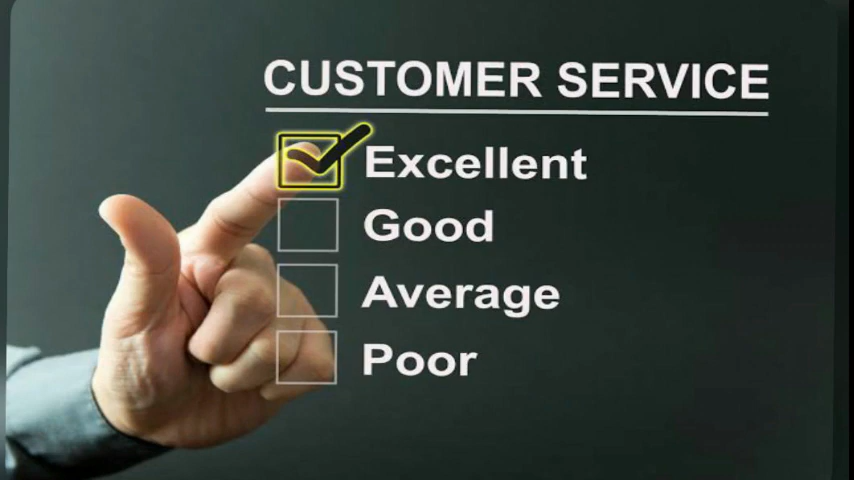 CUSTOMER SERVICE
Excellent
Good
Average
Poor